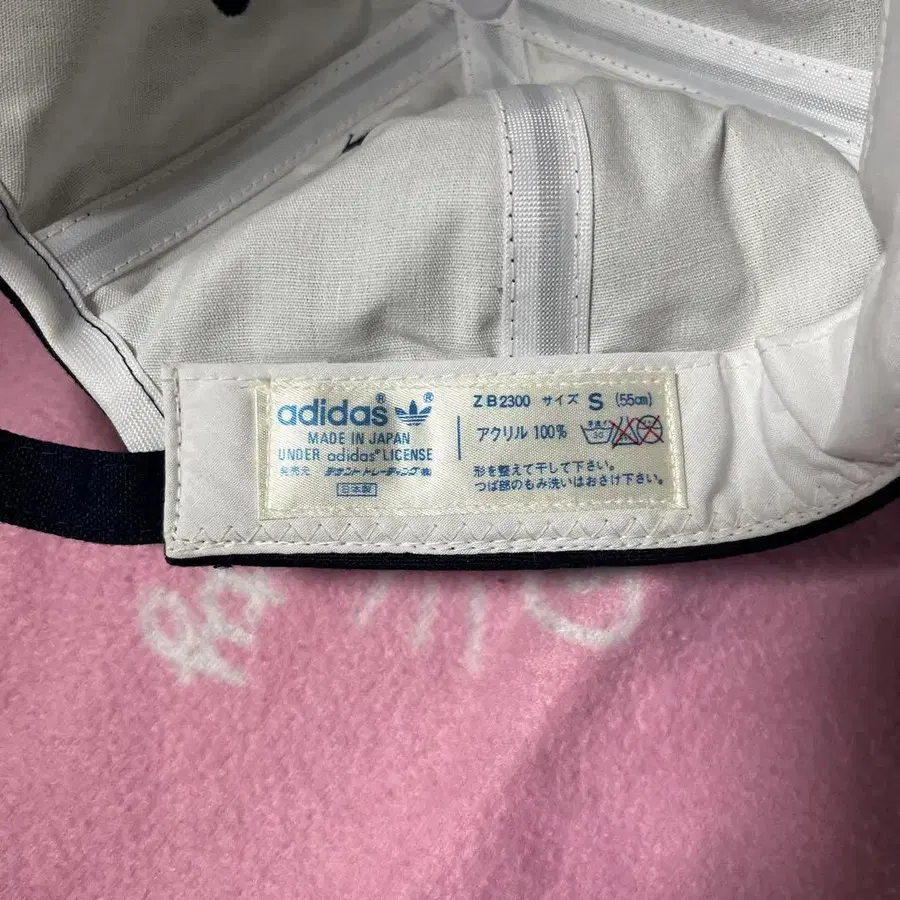 adidas®
MADE IN JAPAN
UNDER adidas® LICENSE
発売元 デサント トレーディング㈱
日本製
ZB2300 サイズ S (55㎝)
アクリル 100%
30
形を整えて干して下さい。
つば部のもみ洗いはおさけ下さい。